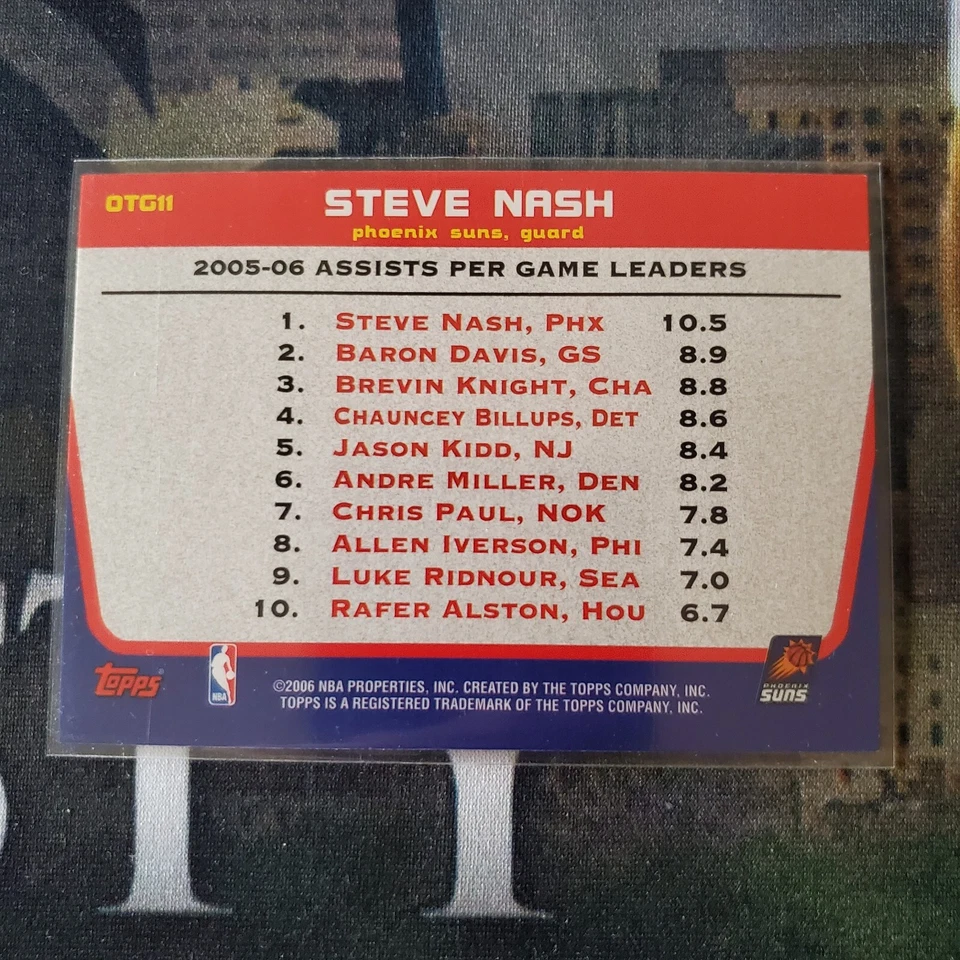 OTG11
STEVE NASH
phoenix suns, guard
2005-06 ASSISTS PER GAME LEADERS
1. STEVE NASH, PHX 10.5
2. BARON DAVIS, GS 8.9
3. BREVIN KNIGHT, CHA 8.8
4. CHAUNCEY BILLUPS, DET 8.6
5. JASON KIDD, NJ 8.4
6. ANDRE MILLER, DEN 8.2
7. CHRIS PAUL, NOK 7.8
8. ALLEN IVERSON, PHI 7.4
9. LUKE RIDNOUR, SEA 7.0
10. RAFER ALSTON, HOU 6.7
Topps®
NBA
©2006 NBA PROPERTIES, INC. CREATED BY THE TOPPS COMPANY, INC.
TOPPS IS A REGISTERED TRADEMARK OF THE TOPPS COMPANY, INC.
PHOENIX
SUNS